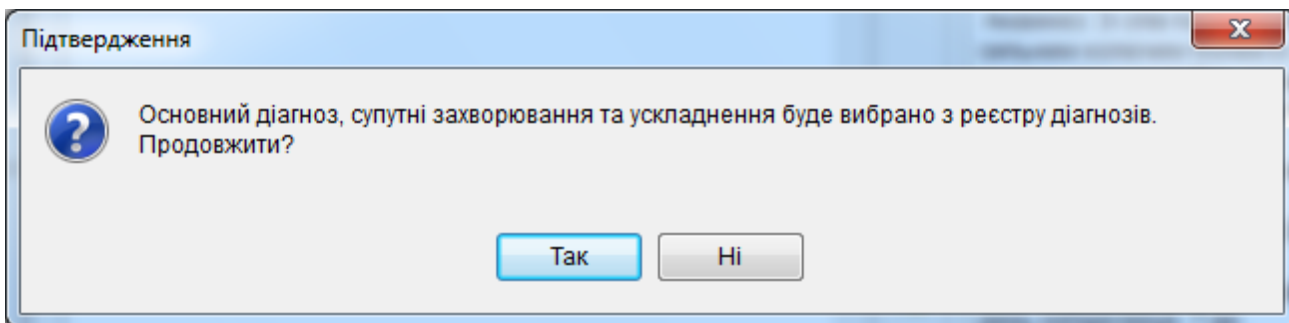 Підтвердження
Основний діагноз, супутні захворювання та ускладнення буде вибрано з реєстру діагнозів.
Продовжити?
Так
Ні